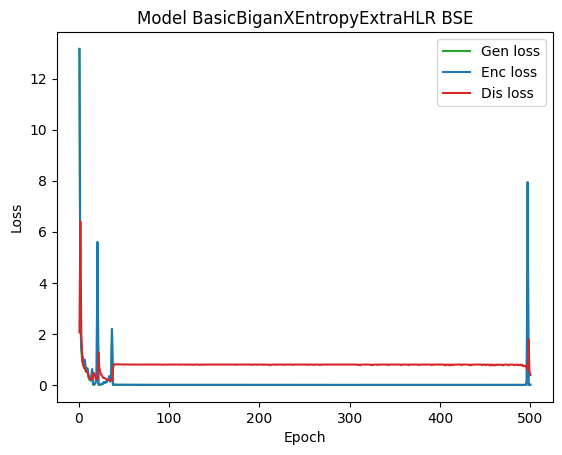 Model BasicBiganXEntropyExtraHLR BSE
Gen loss
Enc loss
Dis loss
Loss
12
10
8
6
4
2
0
0 100 200 300 400 500
Epoch